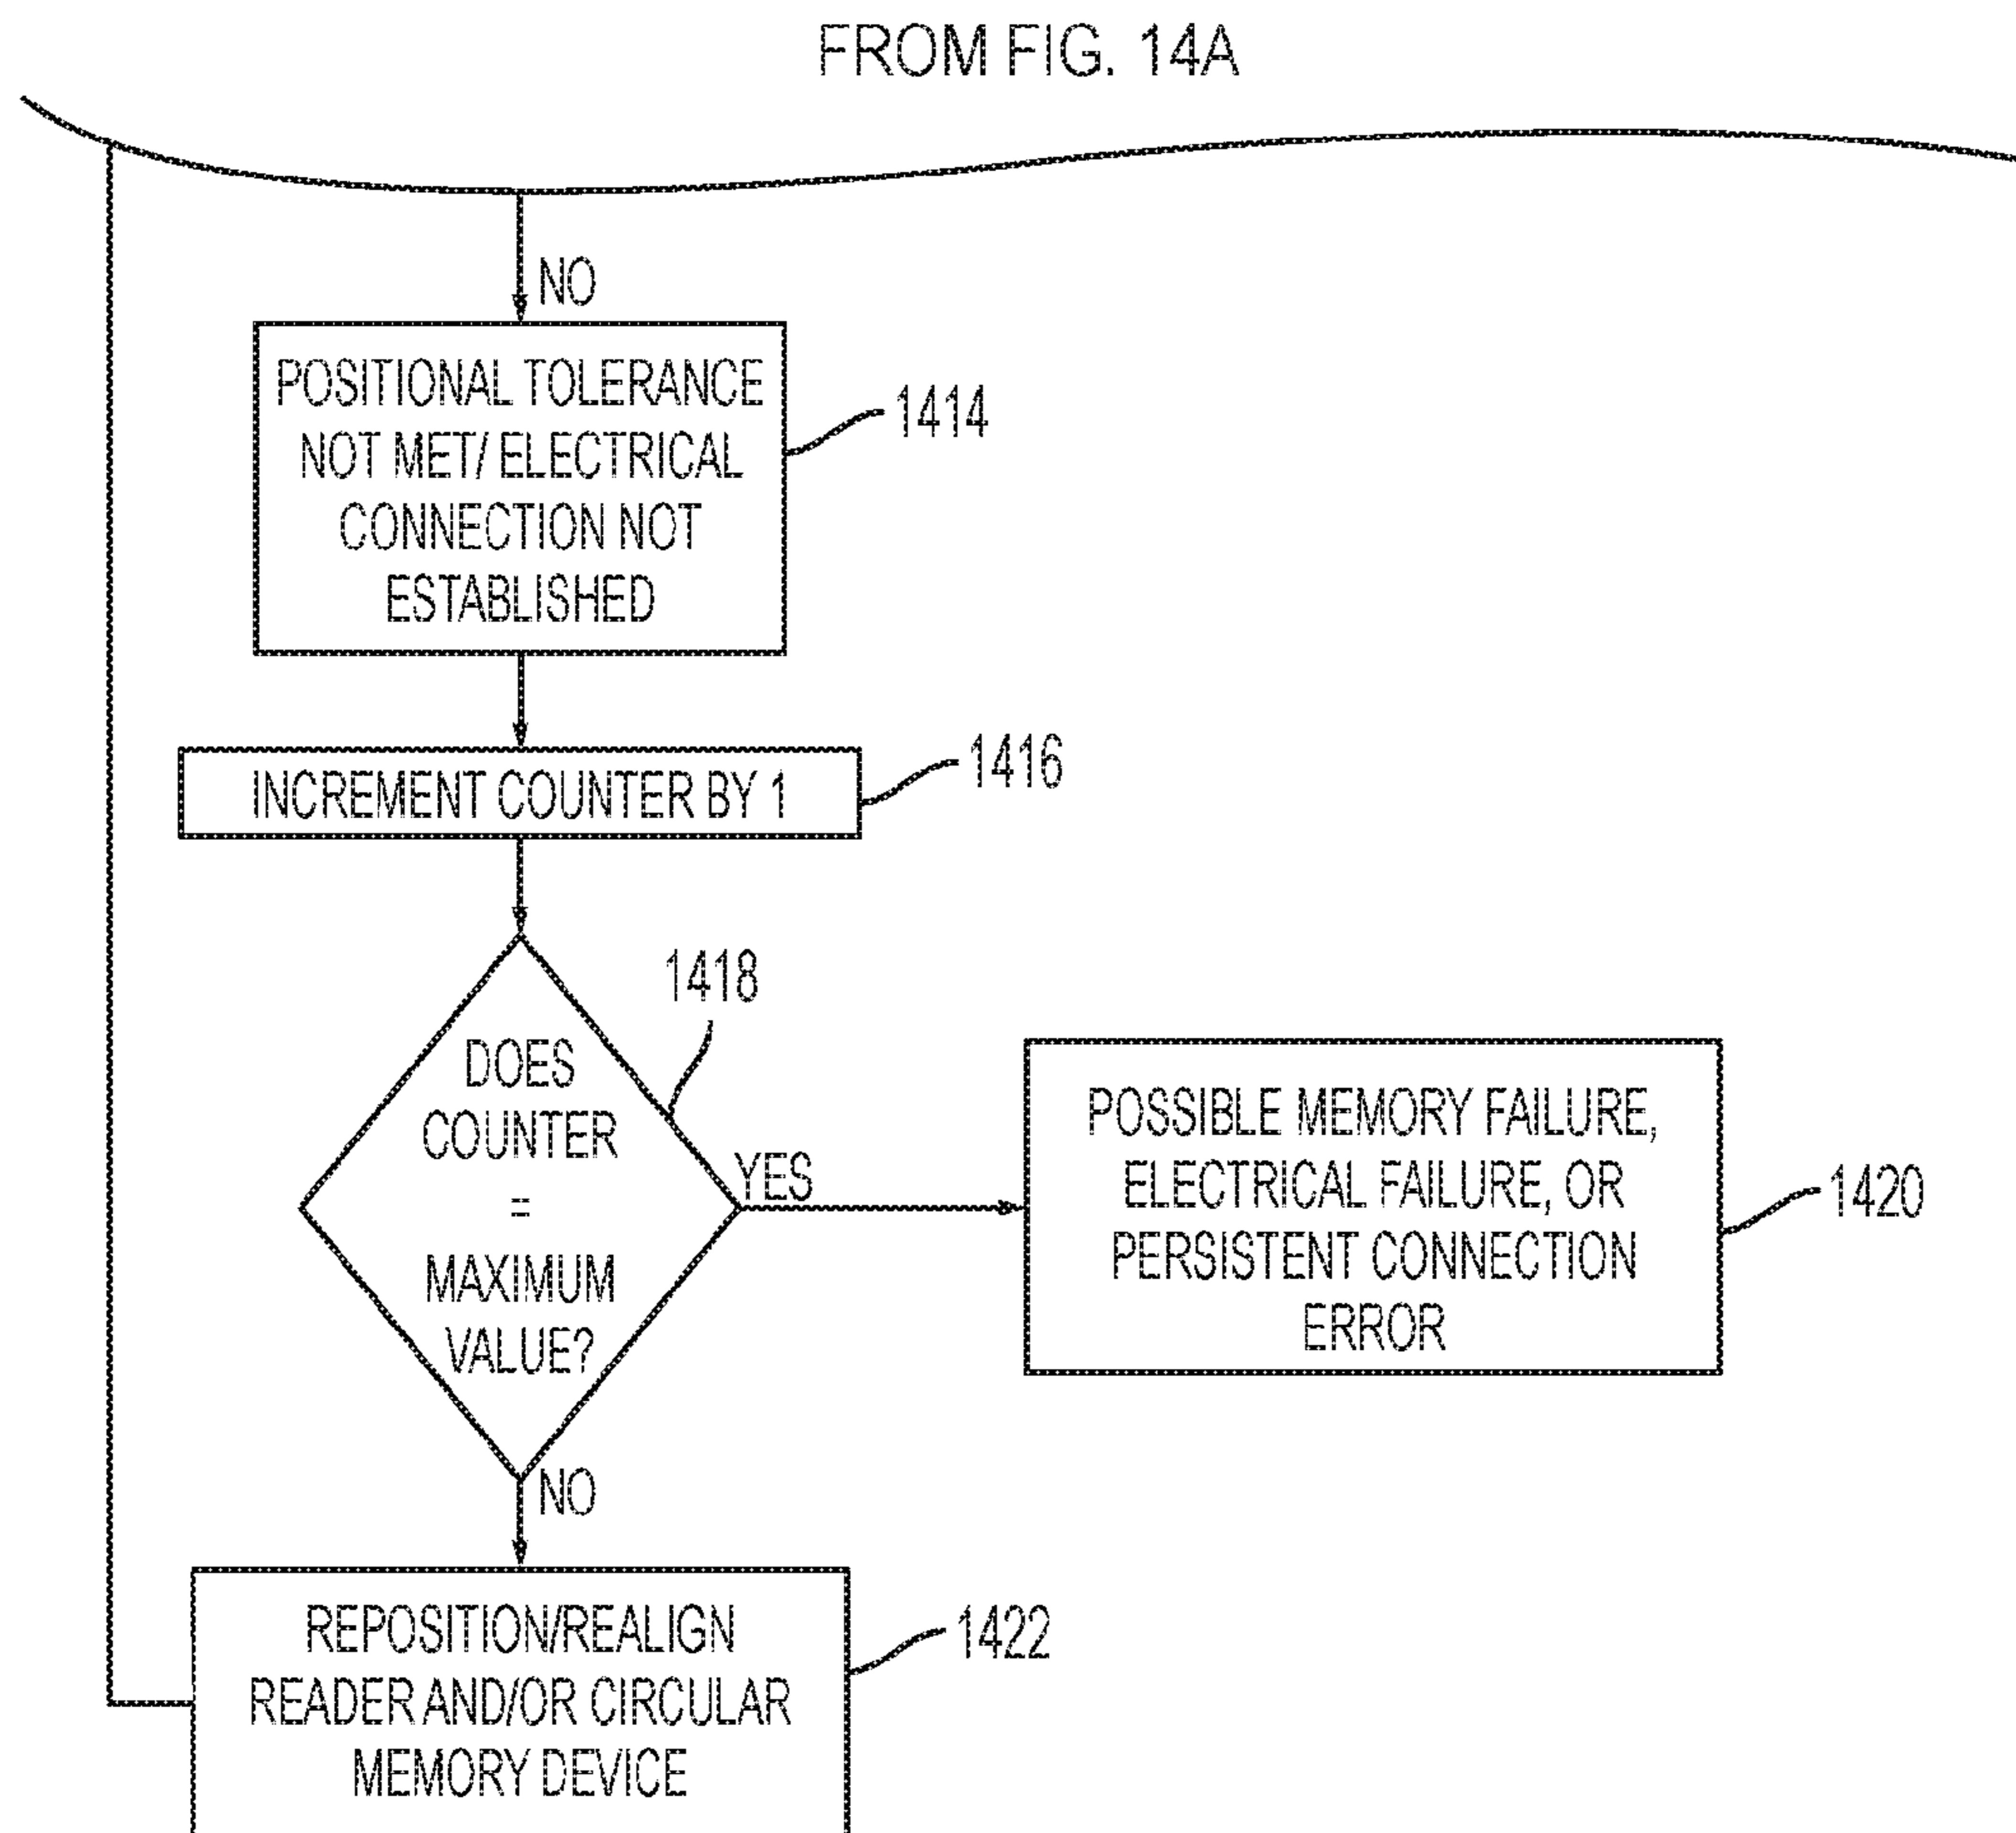 FROM FIG. 14A
NO
POSITIONAL TOLERANCE
NOT MET/ ELECTRICAL
CONNECTION NOT
ESTABLISHED
1414
INCREMENT COUNTER BY 1
1416
DOES
COUNTER
=
MAXIMUM
VALUE?
1418
YES
POSSIBLE MEMORY FAILURE,
ELECTRICAL FAILURE, OR
PERSISTENT CONNECTION
ERROR
1420
NO
REPOSITION/REALIGN
READER AND/OR CIRCULAR
MEMORY DEVICE
1422